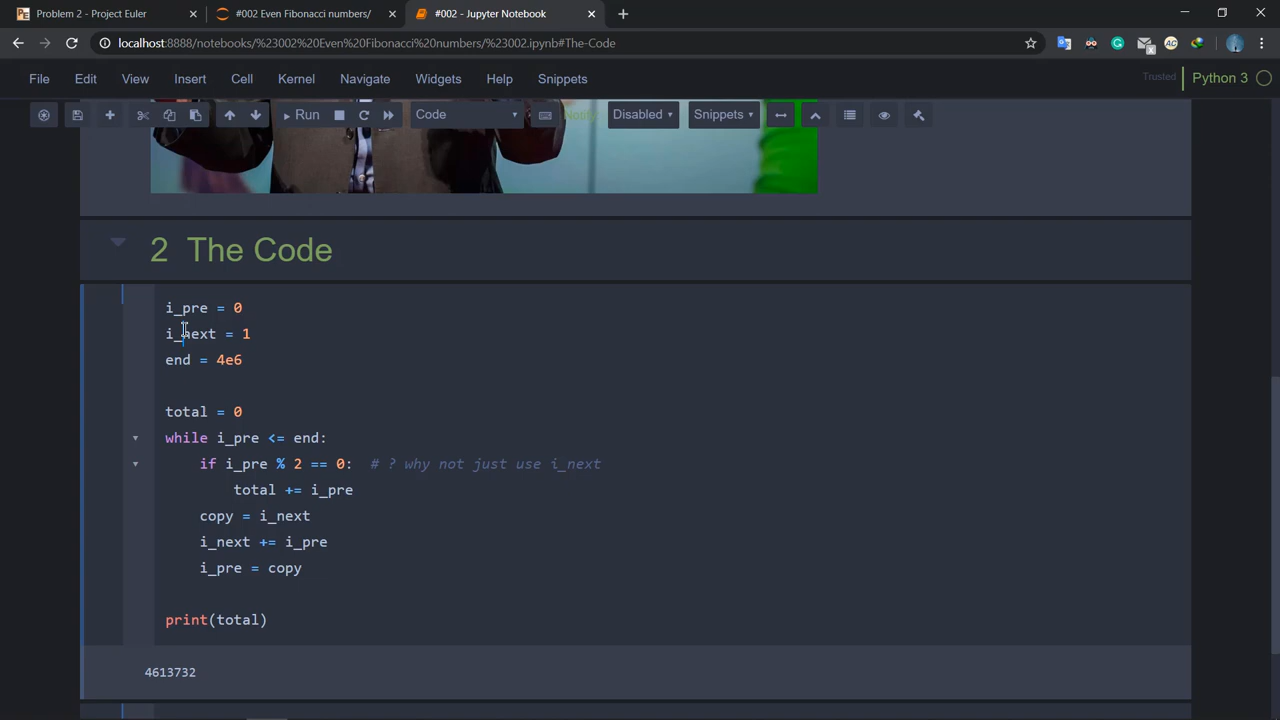 Problem 2 - Project Euler
#002 Even Fibonacci numbers/
#002 - Jupyter Notebook
localhost:8888/notebooks/%23002%20Even%20Fibonacci%20numbers/%23002.ipynb#The-Code
File Edit View Insert Cell Kernel Navigate Widgets Help Snippets Trusted Python 3
Run Code Notify Disabled Snippets
2 The Code
i_pre = 0
i_next = 1
end = 4e6
total = 0
while i_pre <= end:
if i_pre % 2 == 0: # ? why not just use i_next
total += i_pre
copy = i_next
i_next += i_pre
i_pre = copy
print(total)
4613732